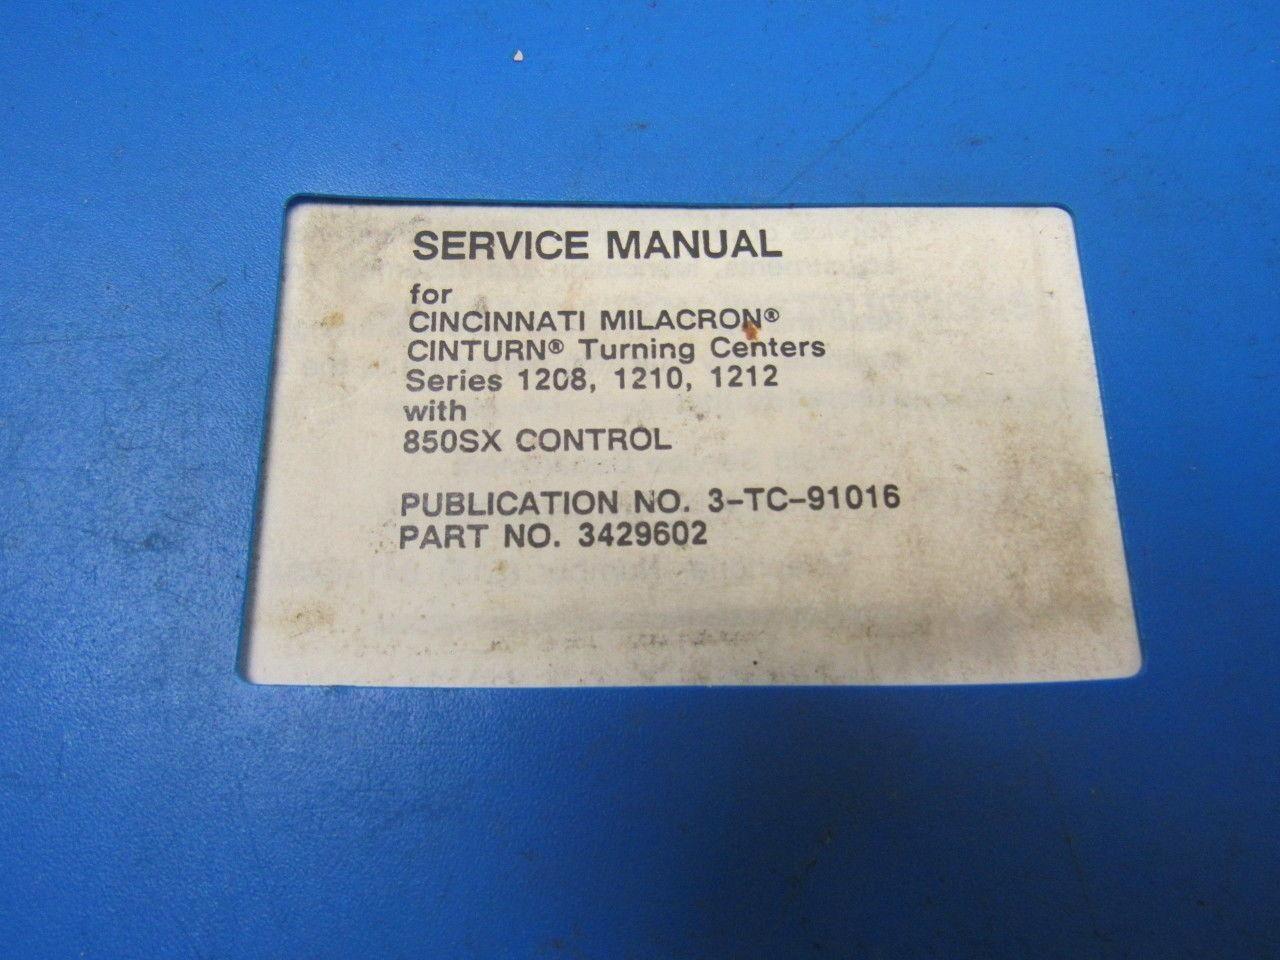 SERVICE MANUAL
for
CINCINNATI MILACRON®
CINTURN® Turning Centers
Series 1208, 1210, 1212
with
850SX CONTROL
PUBLICATION NO. 3-TC-91016
PART NO. 3429602